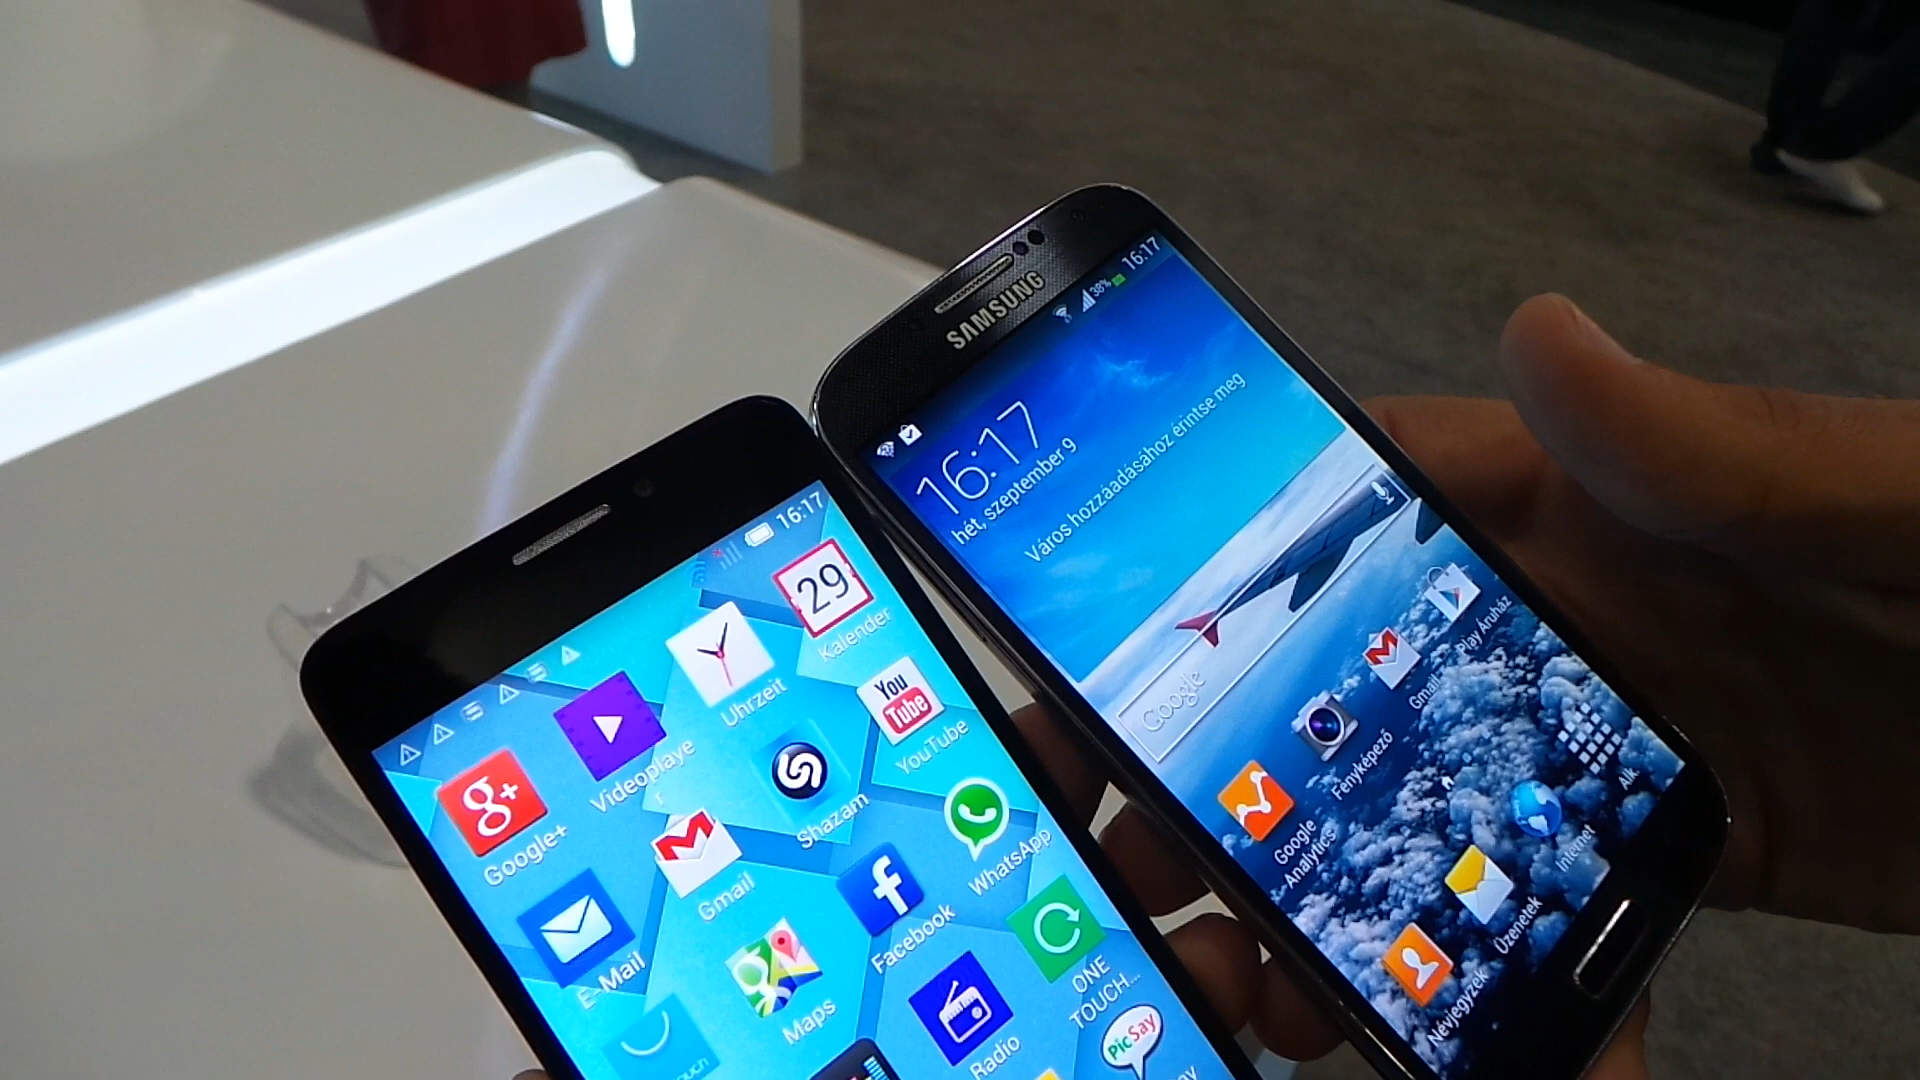 16:17
29
Kalender
Uhrzeit
You
Tube
YouTube
Videoplaye
r
Shazam
WhatsApp
g+
Google+
Gmail
f
Facebook
ONE
TOUCH...
E-Mail
Maps
Radio
PicSay
SAMSUNG
38%
16:17
16:17
hét, szeptember 9
Város hozzáadásához érintse meg
Google
Play Áruház
Gmail
Fényképező
Google
Analytics
Alk
Internet
Üzenetek
Névjegyzék